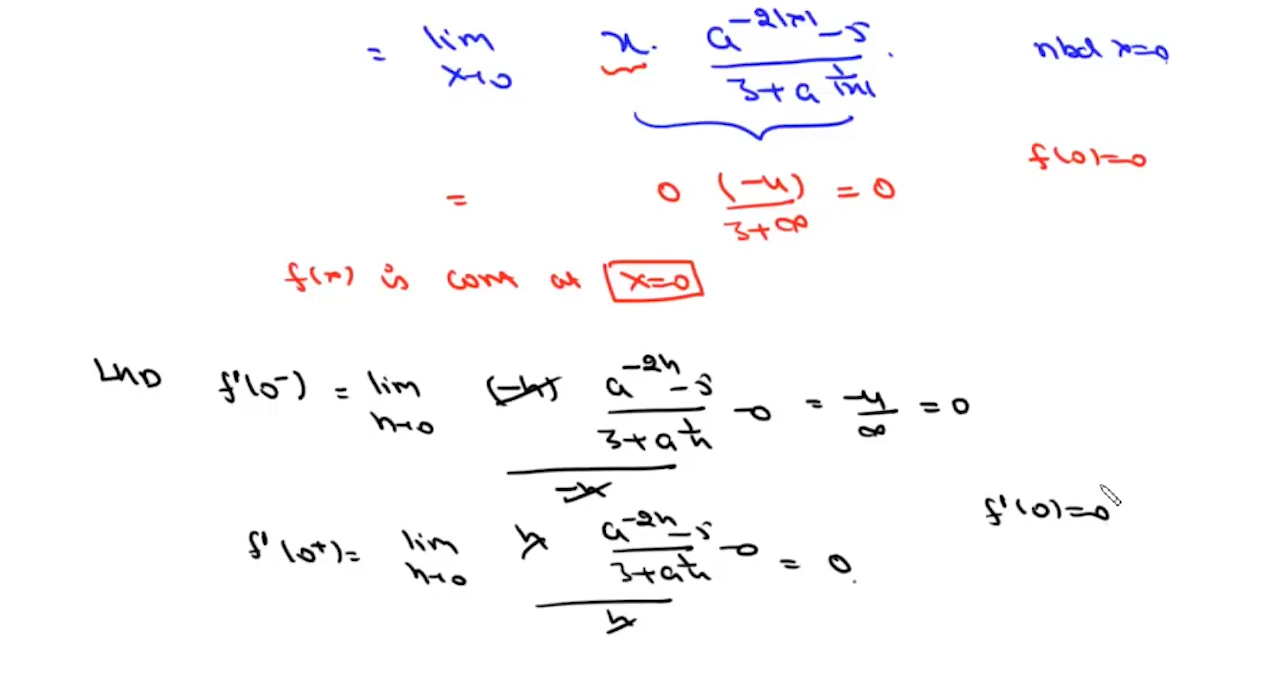 = lim x→0 x. (a^(-2|x|) - 5)/(3 + a^(1/|x|)). nbd x=0
f(0)=0
= 0 (-4)/(3+∞) = 0
f(x) is cont at x=0
LHD f'(0⁻) = lim h→0 ((-h) (a^(-2h) - 5)/(3 + a^(1/h)) - 0)/(-h) = -4/∞ = 0
f'(0)=0
f'(0⁺)= lim h→0 (h (a^(-2h) - 5)/(3 + a^(1/h)) - 0)/h = 0.